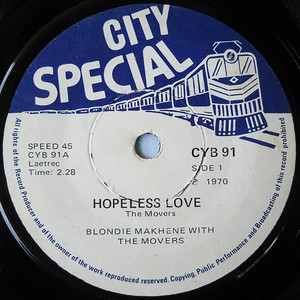 CITY
SPECIAL
SPEED 45
CYB 91A
Laetrec
Time: 2.28
CYB 91
SIDE 1
℗ 1970
HOPELESS LOVE
The Movers
BLONDIE MAKHENE WITH
THE MOVERS
All rights of the Record Producer and of the owner of the work reproduced reserved. Copying, Public Performance and Broadcasting of this record prohibited